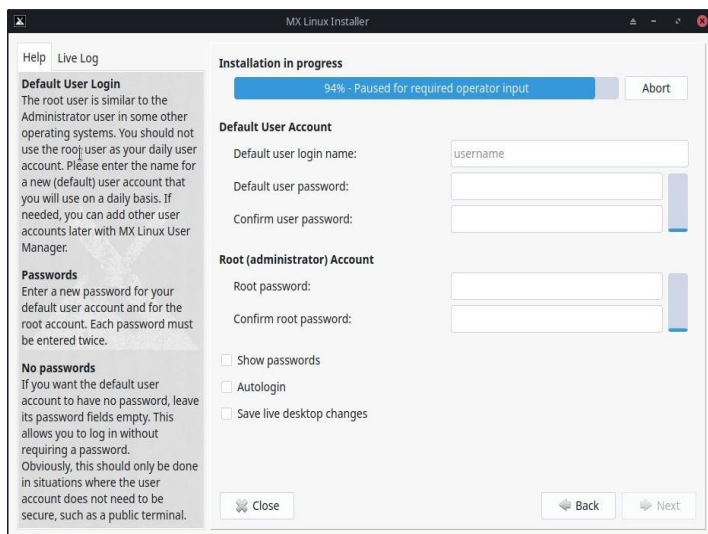 MX Linux Installer
Help
Live Log
Default User Login
The root user is similar to the
Administrator user in some other
operating systems. You should not
use the root user as your daily user
account. Please enter the name for
a new (default) user account that
you will use on a daily basis. If
needed, you can add other user
accounts later with MX Linux User
Manager.
Passwords
Enter a new password for your
default user account and for the
root account. Each password must
be entered twice.
No passwords
If you want the default user
account to have no password, leave
its password fields empty. This
allows you to log in without
requiring a password.
Obviously, this should only be done
in situations where the user
account does not need to be
secure, such as a public terminal.
Installation in progress
94% - Paused for required operator input
Abort
Default User Account
Default user login name:
username
Default user password:
Confirm user password:
Root (administrator) Account
Root password:
Confirm root password:
Show passwords
Autologin
Save live desktop changes
Close
Back
Next